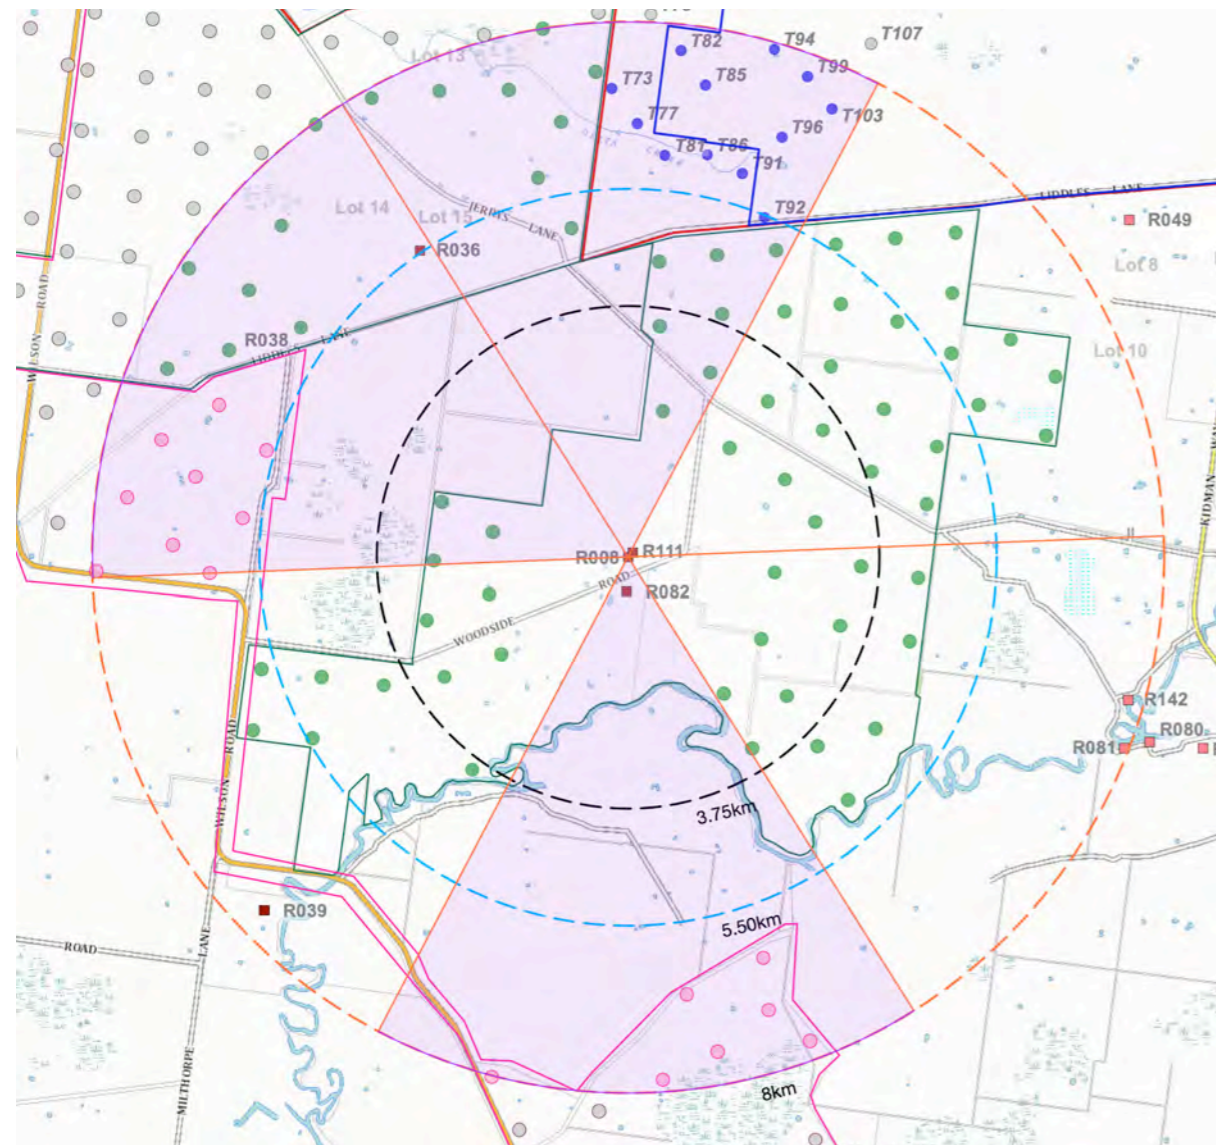 Lot 13
T82
T94
T107
T73
T85
T99
T103
T77
T96
T81
T86
T91
CREEK
T92
LIDDLES LANE
R049
Lot 14
Lot 15
JERRYS LANE
R036
Lot 8
WILSON ROAD
R038
LIDDLES LANE
Lot 10
KIDMAN
R008
R111
R082
WOODSIDE ROAD
R142
R080
R081
WILSON ROAD
3.75km
R039
5.50km
ROAD
MILTHORPE LANE
8km